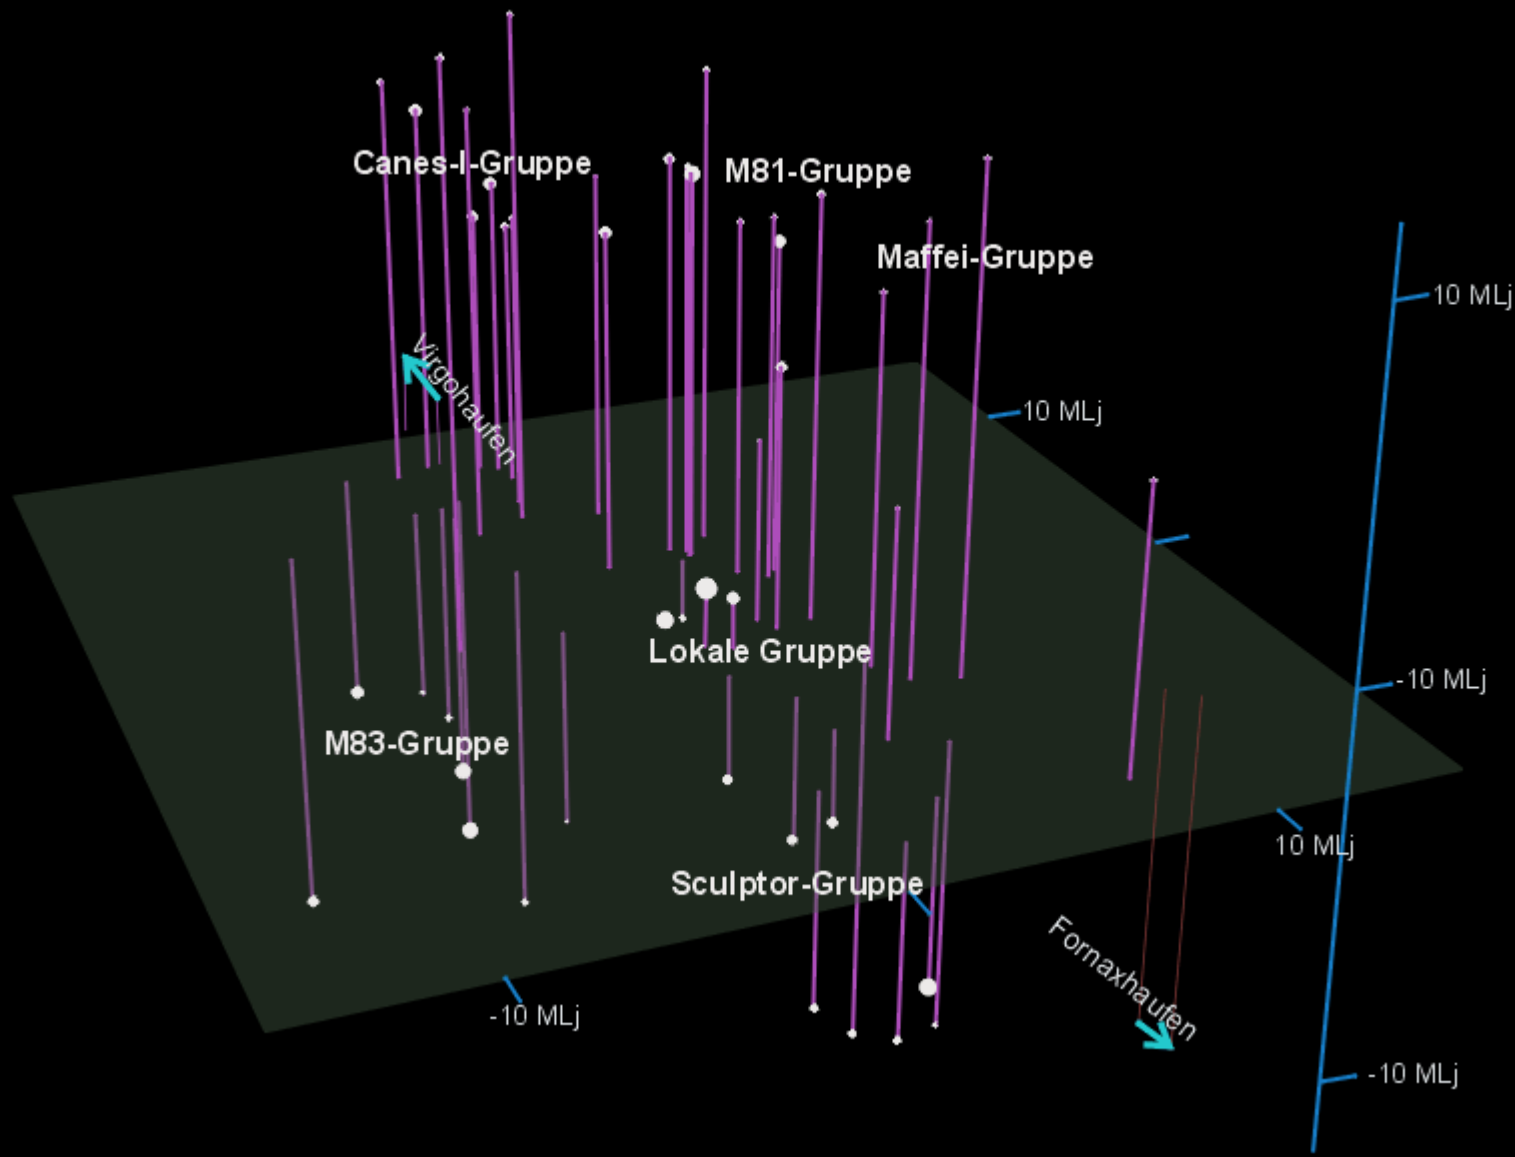 Canes-I-Gruppe
M81-Gruppe
Maffei-Gruppe
10 MLj
Virgohaufen
10 MLj
Lokale Gruppe
-10 MLj
M83-Gruppe
10 MLj
Sculptor-Gruppe
Fornaxhaufen
-10 MLj
-10 MLj